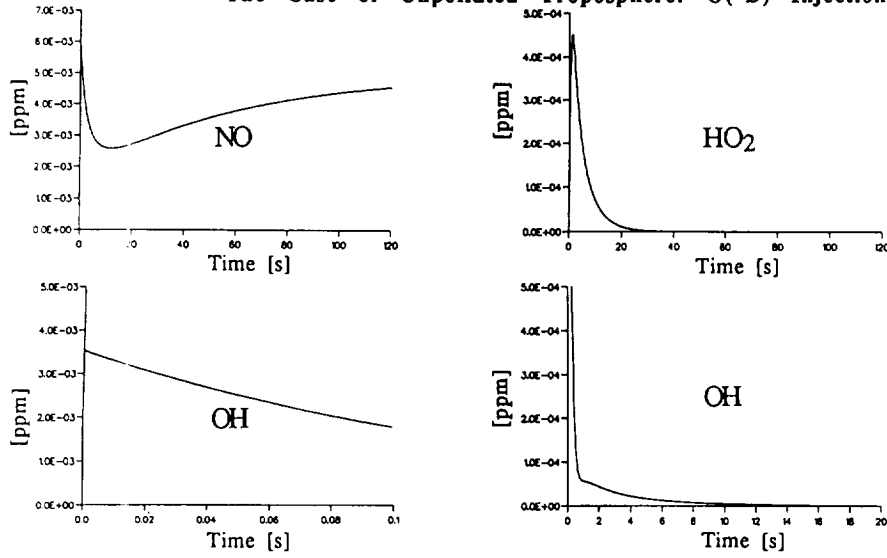 The Case of Unpolluted Troposphere: O(¹D) Injection
7.0E-03
6.0E-03
5.0E-03
4.0E-03
3.0E-03
2.0E-03
1.0E-03
0.0E+00
[ppm]
NO
0 20 40 60 80 100 120
Time [s]
5.0E-04
4.0E-04
3.0E-04
2.0E-04
1.0E-04
0.0E+00
[ppm]
HO2
0 20 40 60 80 100 120
Time [s]
5.0E-03
4.0E-03
3.0E-03
2.0E-03
1.0E-03
0.0E+00
[ppm]
OH
0.0 0.02 0.04 0.06 0.08 0.1
Time [s]
5.0E-04
4.0E-04
3.0E-04
2.0E-04
1.0E-04
0.0E+00
[ppm]
OH
0 2 4 6 8 10 12 14 16 18 20
Time [s]